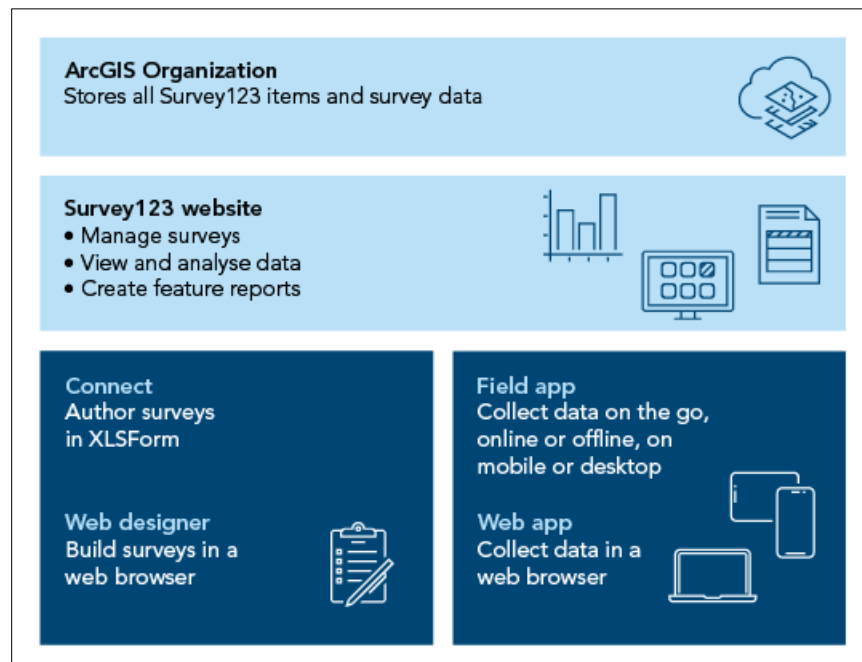 ArcGIS Organization
Stores all Survey123 items and survey data
Survey123 website
• Manage surveys
• View and analyse data
• Create feature reports
Connect
Author surveys
in XLSForm
Web designer
Build surveys in a
web browser
Field app
Collect data on the go,
online or offline, on
mobile or desktop
Web app
Collect data in a
web browser